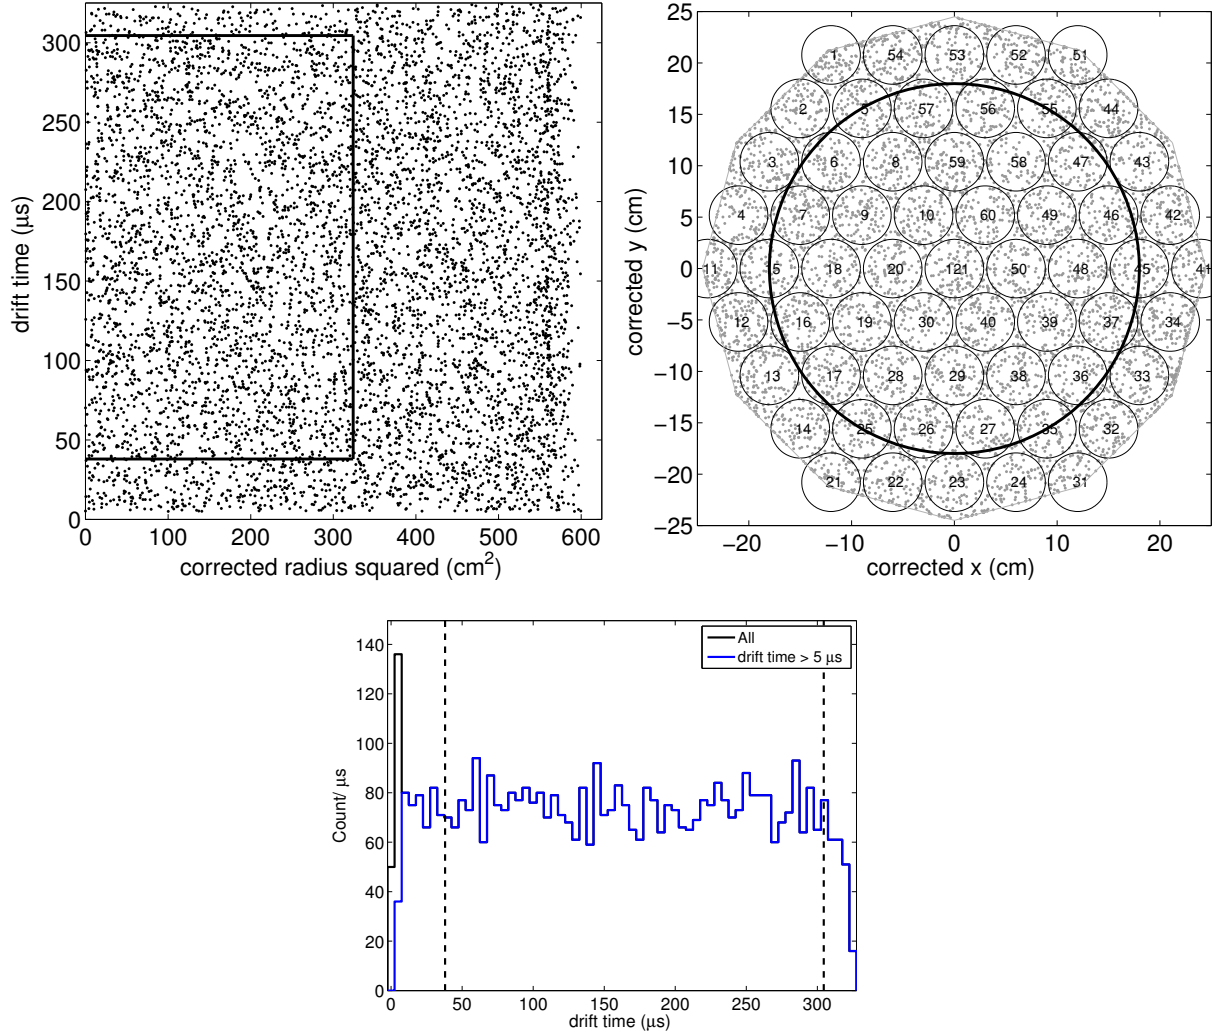 300
250
200
150
100
50
0
drift time (µs)
0 100 200 300 400 500 600
corrected radius squared (cm²)
25
20
15
10
5
0
−5
−10
−15
−20
−25
corrected y (cm)
1 54 53 52 51
2 5 57 56 55 44
3 6 8 59 58 47 43
4 7 9 10 60 49 46 42
11 5 18 20 121 50 48 45 41
12 16 19 30 40 39 37 34
13 17 28 29 38 36 33
14 25 26 27 35 32
21 22 23 24 31
−20 −10 0 10 20
corrected x (cm)
140
120
100
80
60
40
20
0
Count/ µs
All
drift time > 5 µs
0 50 100 150 200 250 300
drift time (µs)